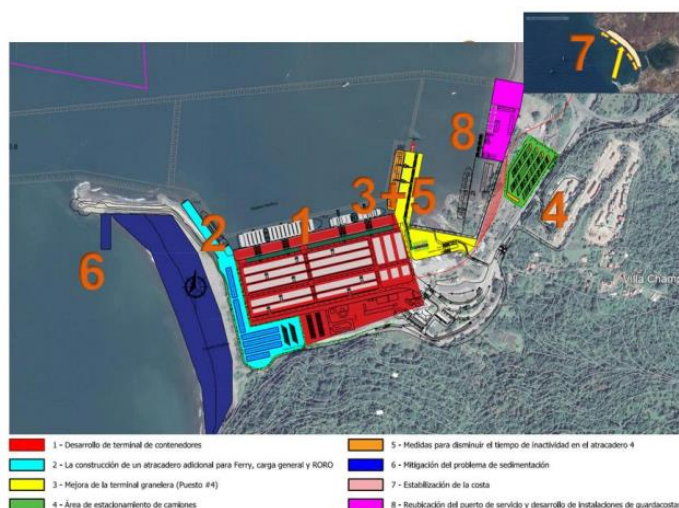 7
8
3+5
1
2
4
6
Villa Cham
1 - Desarrollo de terminal de contenedores
2 - La construcción de un atracadero adicional para Ferry, carga general y RORO
3 - Mejora de la terminal granelera (Puesto #4)
4 - Área de estacionamiento de camiones
5 - Medidas para disminuir el tiempo de inactividad en el atracadero 4
6 - Mitigación del problema de sedimentación
7 - Estabilización de la costa
8 - Reubicación del puerto de servicio y desarrollo de instalaciones de guardacostas